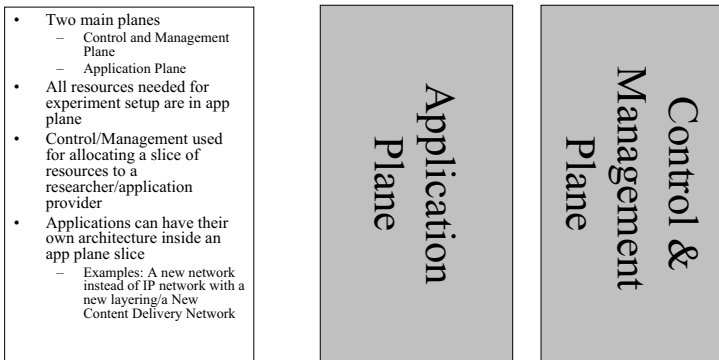 • Two main planes
– Control and Management
Plane
– Application Plane
• All resources needed for
experiment setup are in app
plane
• Control/Management used
for allocating a slice of
resources to a
researcher/application
provider
• Applications can have their
own architecture inside an
app plane slice
– Examples: A new network
instead of IP network with a
new layering/a New
Content Delivery Network
Application
Plane
Control &
Management
Plane